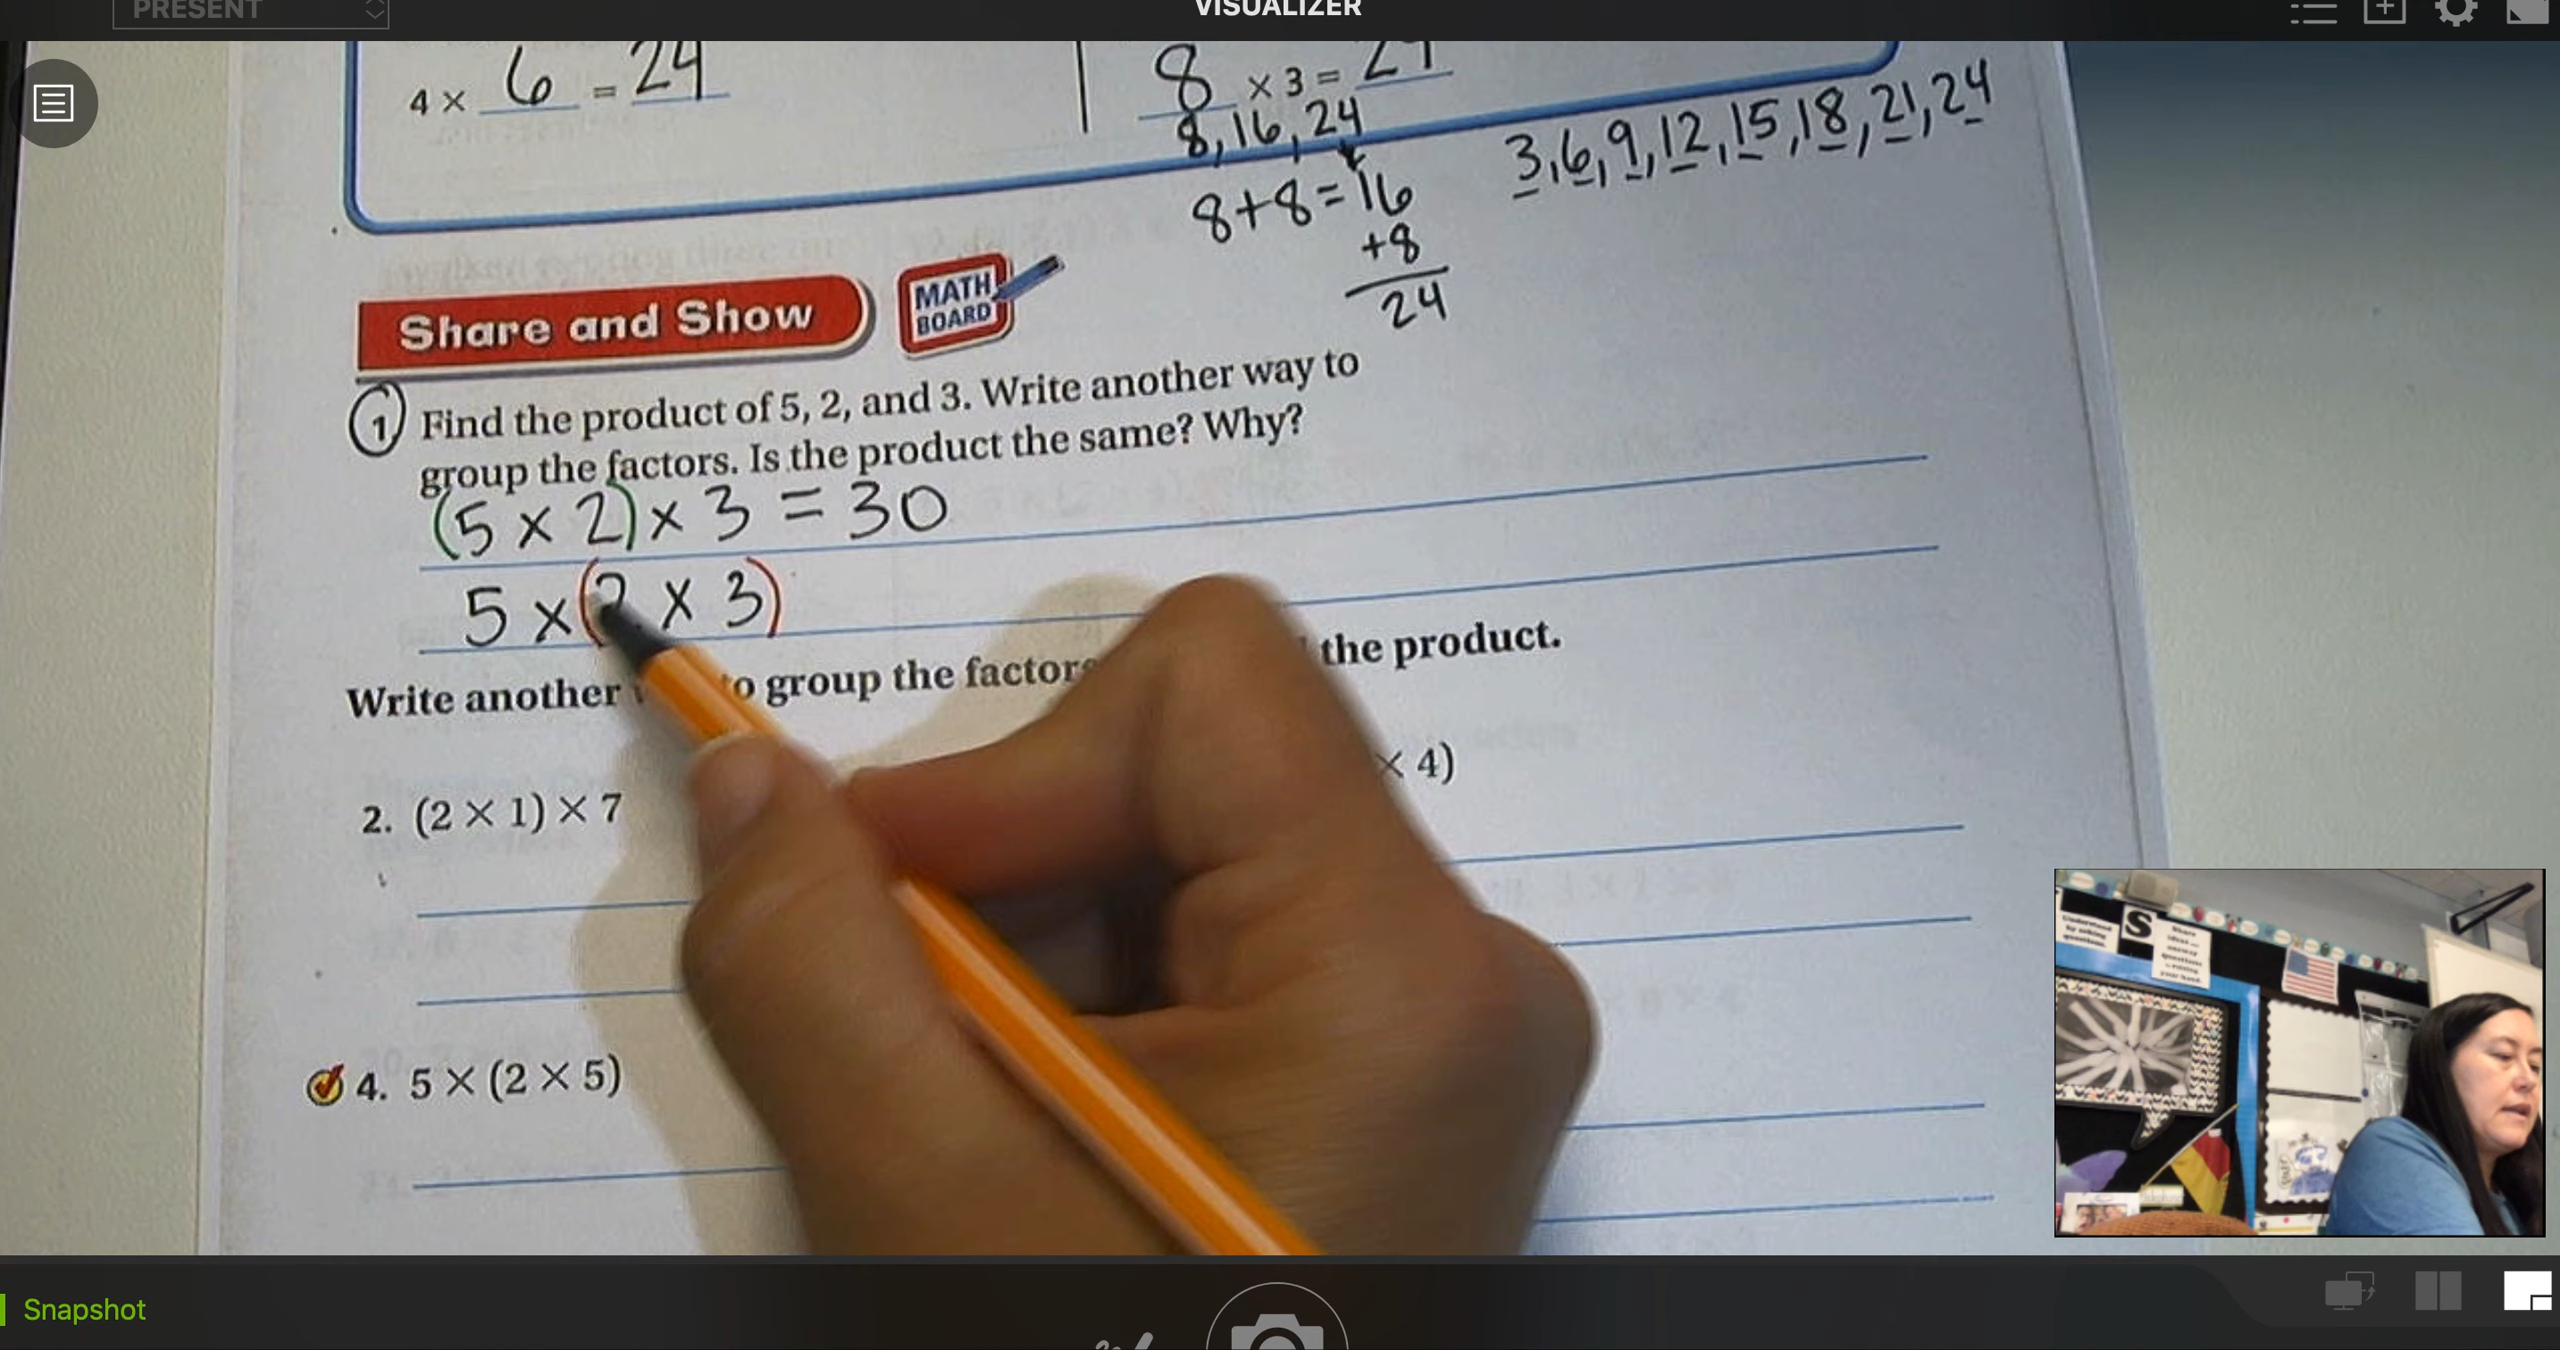 PRESENT
VISUALIZER
4 × 6 = 24
8 × 3 = 24
8, 16, 24
3, 6, 9, 12, 15, 18, 21, 24
8+8=16
+8
24
Share and Show
MATH
BOARD
1 Find the product of 5, 2, and 3. Write another way to
group the factors. Is the product the same? Why?
(5 × 2) × 3 = 30
5 × (2 × 3)
Write another to group the factors the product.
2. (2 × 1) × 7
× 4)
4. 5 × (2 × 5)
S
Snapshot